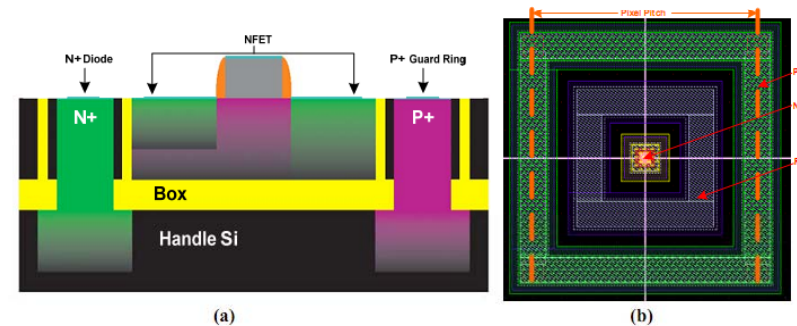 NFET
N+ Diode
P+ Guard Ring
N+
P+
Box
Handle Si
(a)
Pixel Pitch
(b)